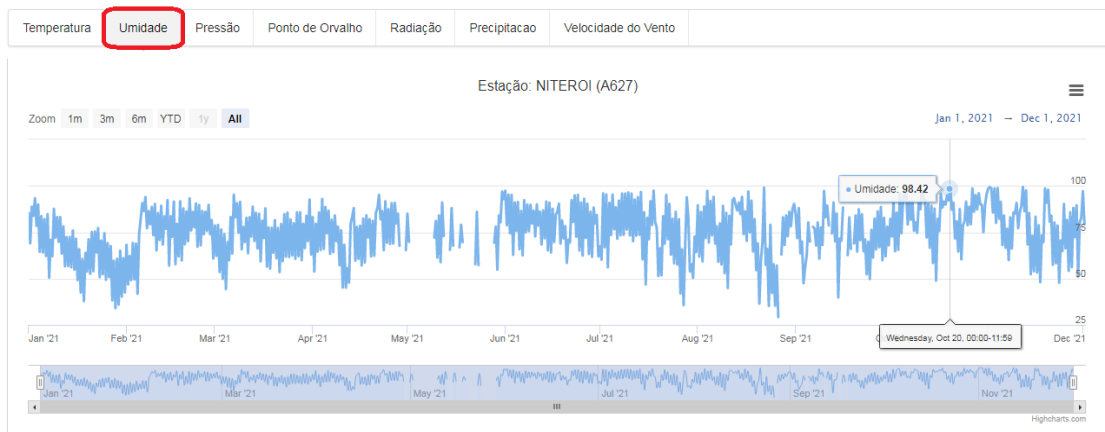 Temperatura Umidade Pressão Ponto de Orvalho Radiação Precipitacao Velocidade do Vento
Estação: NITEROI (A627)
Zoom 1m 3m 6m YTD 1y All Jan 1, 2021 → Dec 1, 2021
Umidade: 98.42
100
75
50
25
Wednesday, Oct 20, 00:00-11:59
Jan '21 Feb '21 Mar '21 Apr '21 May '21 Jun '21 Jul '21 Aug '21 Sep '21 Dec '21
Jan '21 Mar '21 May '21 Jul '21 Sep '21 Nov '21
Highcharts.com